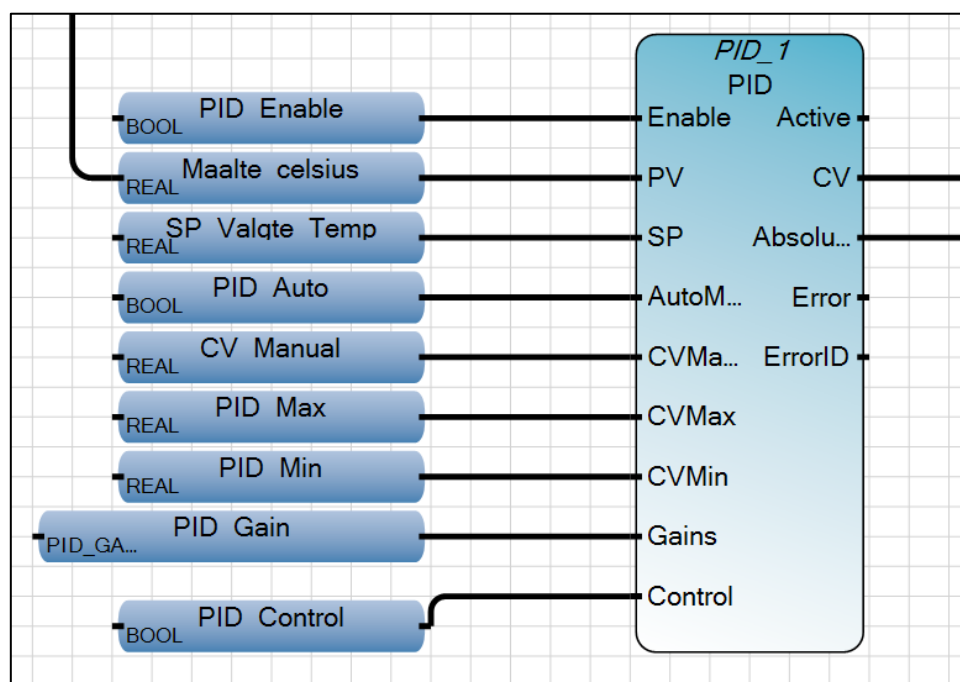 PID_1
PID
PID Enable
BOOL
Enable
Active
Maalte celsius
REAL
PV
CV
SP Valqte Temp
REAL
SP
Absolu...
PID Auto
BOOL
AutoM...
Error
CV Manual
REAL
CVMa...
ErrorID
PID Max
REAL
CVMax
PID Min
REAL
CVMin
PID Gain
PID_GA...
Gains
PID Control
BOOL
Control